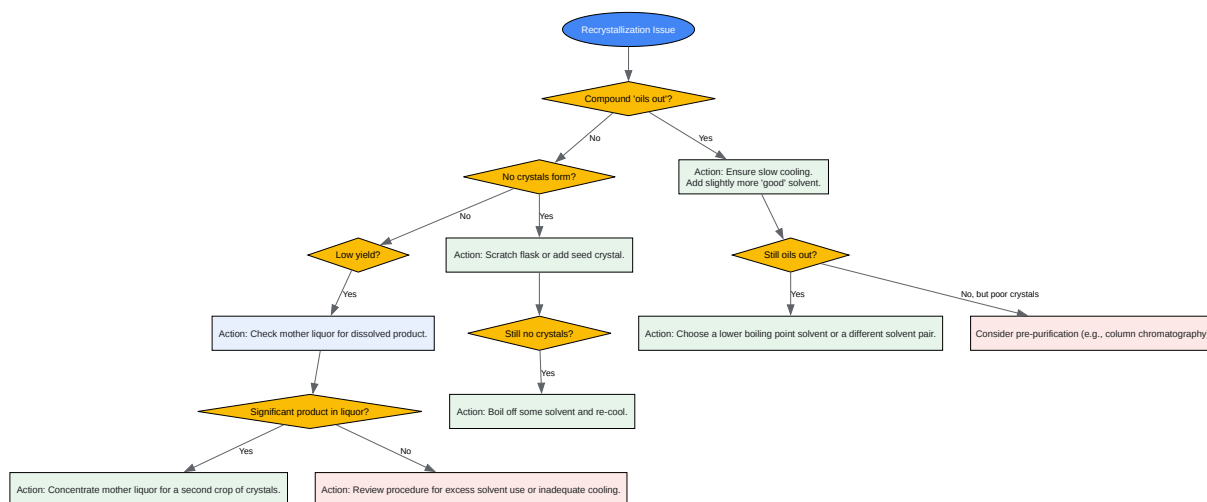 Recrystallization Issue
Compound 'oils out'?
No
Yes
No crystals form?
Action: Ensure slow cooling.
Add slightly more 'good' solvent.
No
Yes
Low yield?
Action: Scratch flask or add seed crystal.
Still oils out?
Yes
Yes
No, but poor crystals
Action: Check mother liquor for dissolved product.
Still no crystals?
Action: Choose a lower boiling point solvent or a different solvent pair.
Consider pre-purification (e.g., column chromatography
Yes
Significant product in liquor?
Action: Boil off some solvent and re-cool.
Yes
No
Action: Concentrate mother liquor for a second crop of crystals.
Action: Review procedure for excess solvent use or inadequate cooling.